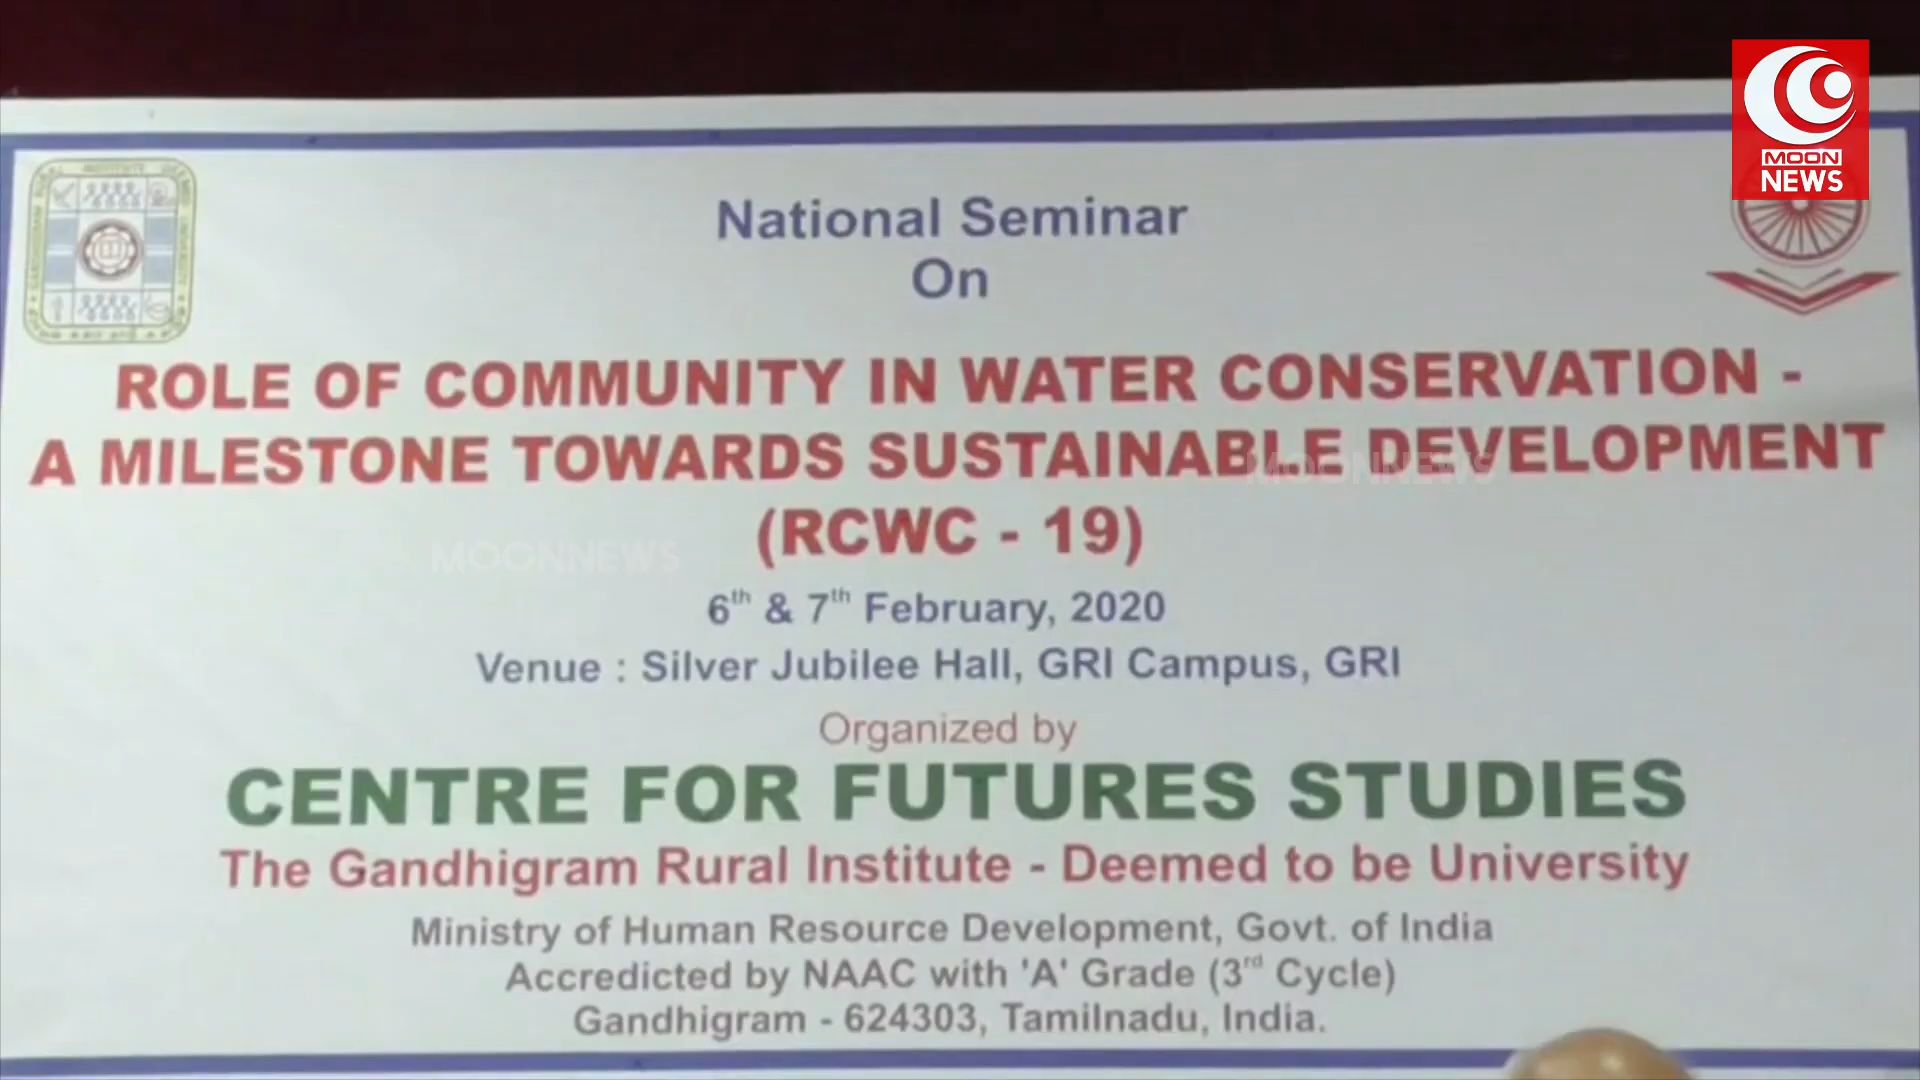 MOON
NEWS
National Seminar
On
ROLE OF COMMUNITY IN WATER CONSERVATION -
A MILESTONE TOWARDS SUSTAINABLE DEVELOPMENT
MOONNEWS
(RCWC - 19)
MOONNEWS
6th & 7th February, 2020
Venue : Silver Jubilee Hall, GRI Campus, GRI
Organized by
CENTRE FOR FUTURES STUDIES
The Gandhigram Rural Institute - Deemed to be University
Ministry of Human Resource Development, Govt. of India
Accredicted by NAAC with 'A' Grade (3rd Cycle)
Gandhigram - 624303, Tamilnadu, India.